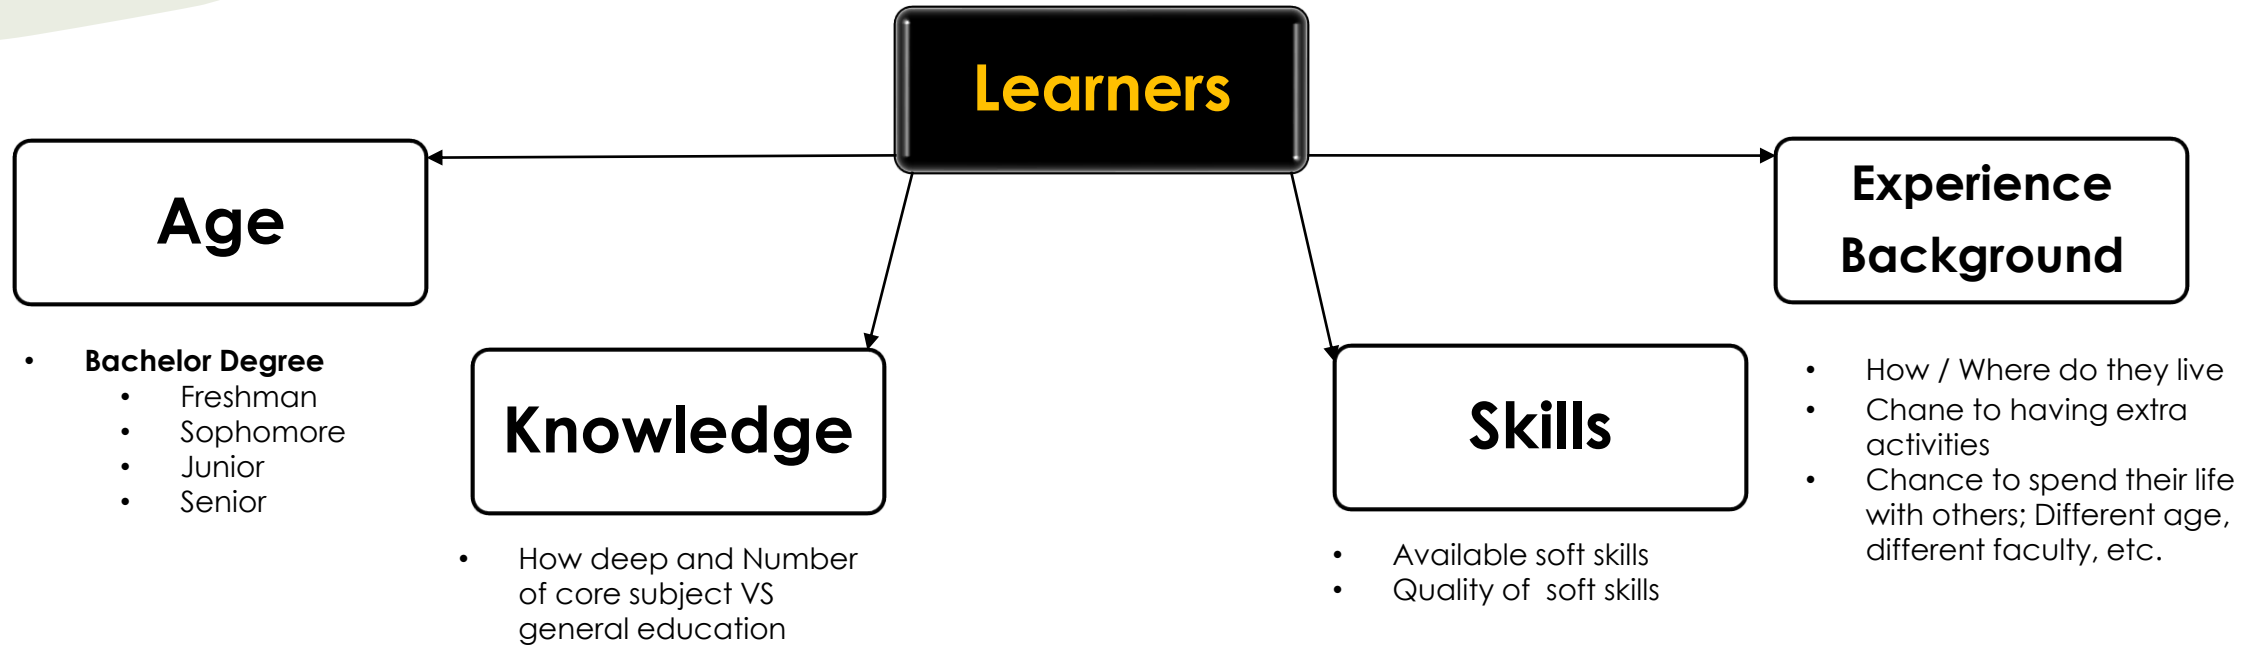 Learners
Age
• Bachelor Degree
• Freshman
• Sophomore
• Junior
• Senior
Knowledge
• How deep and Number
of core subject VS
general education
Skills
• Available soft skills
• Quality of soft skills
Experience
Background
• How / Where do they live
• Chane to having extra
activities
• Chance to spend their life
with others; Different age,
different faculty, etc.